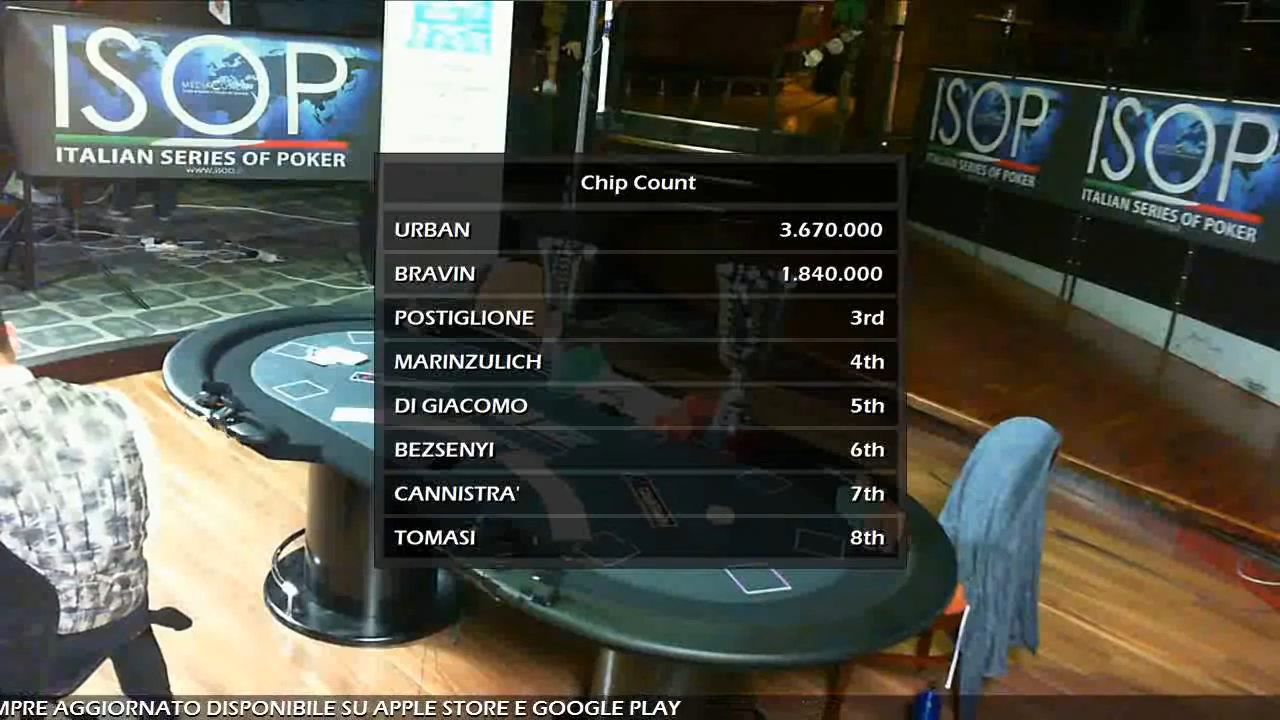 ISOP
ITALIAN SERIES OF POKER
ISOP
ITALIAN SERIES OF POKER
ISOP
ITALIAN SERIES OF POKER
Chip Count
URBAN 3.670.000
BRAVIN 1.840.000
POSTIGLIONE 3rd
MARINZULICH 4th
DI GIACOMO 5th
BEZSENYI 6th
CANNISTRA' 7th
TOMASI 8th
MPRE AGGIORNATO DISPONIBILE SU APPLE STORE E GOOGLE PLAY